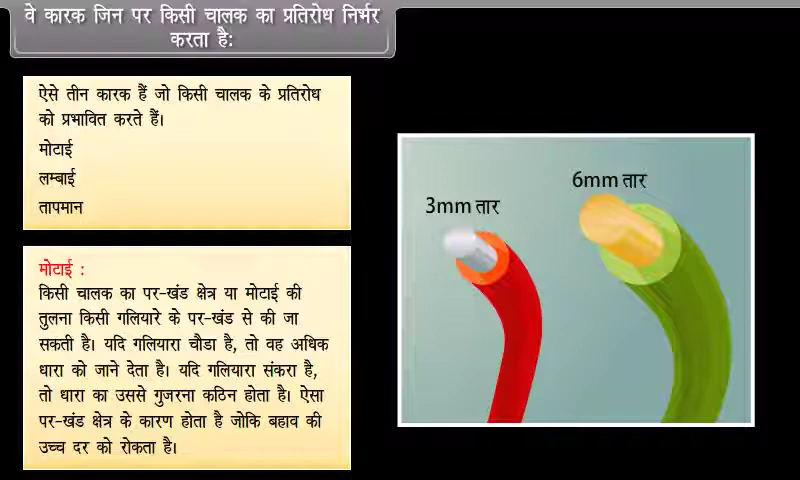 वे कारक जिन पर किसी चालक का प्रतिरोध निर्भर
करता है:
ऐसे तीन कारक हैं जो किसी चालक के प्रतिरोध
को प्रभावित करते हैं।
मोटाई
लम्बाई
तापमान
मोटाई :
किसी चालक का पर-खंड क्षेत्र या मोटाई की
तुलना किसी गलियारे के पर-खंड से की जा
सकती है। यदि गलियारा चौडा है, तो वह अधिक
धारा को जाने देता है। यदि गलियारा संकरा है,
तो धारा का उससे गुजरना कठिन होता है। ऐसा
पर-खंड क्षेत्र के कारण होता है जोकि बहाव की
उच्च दर को रोकता है।
3mm तार
6mm तार